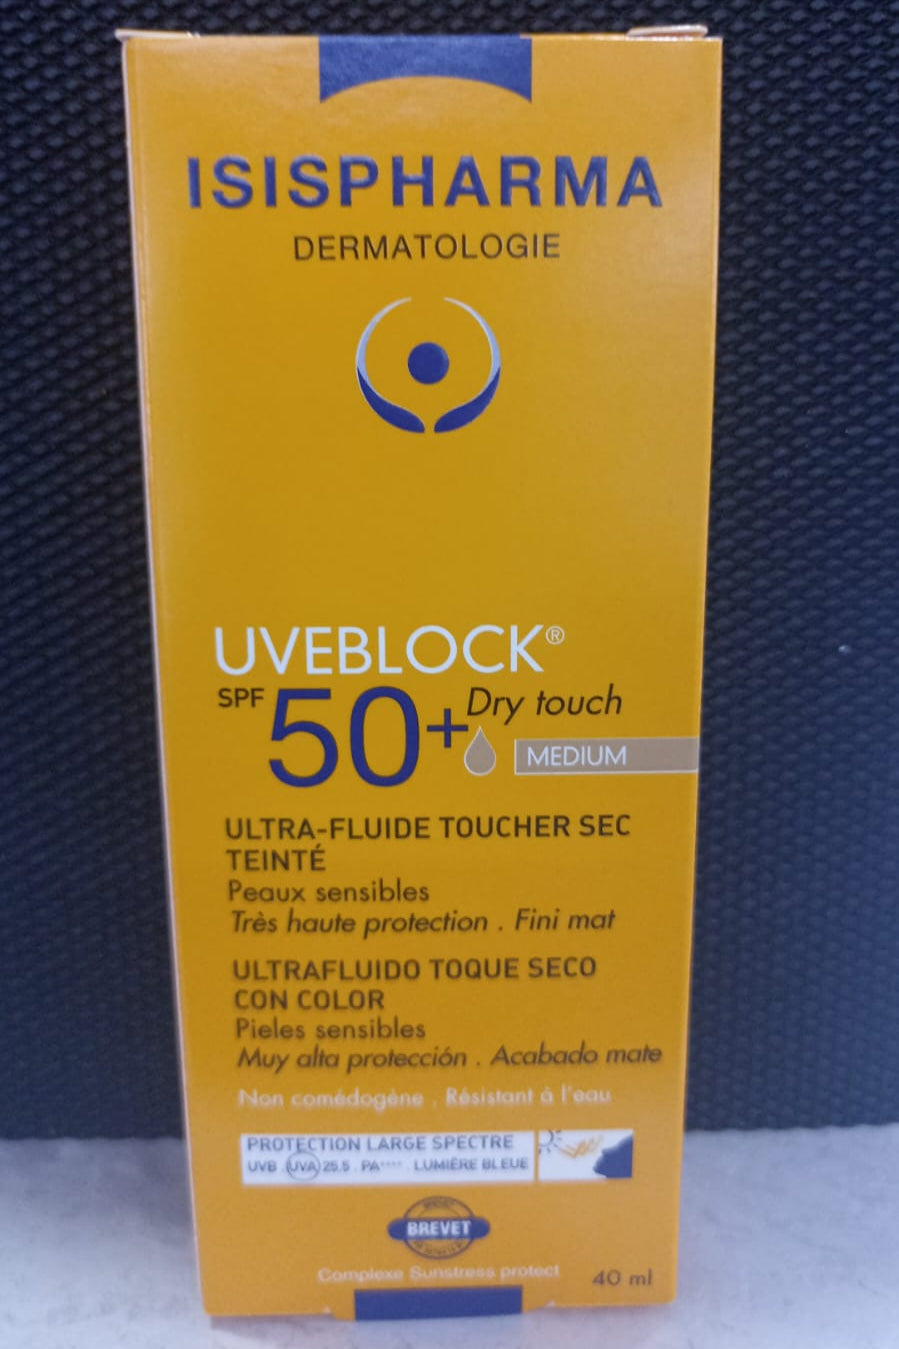 ISISPHARMA
DERMATOLOGIE
UVEBLOCK®
SPF 50+ Dry touch
MEDIUM
ULTRA-FLUIDE TOUCHER SEC
TEINTÉ
Peaux sensibles
Très haute protection . Fini mat
ULTRAFLUIDO TOQUE SECO
CON COLOR
Pieles sensibles
Muy alta protección . Acabado mate
Non comédogène . Résistant à l'eau
PROTECTION LARGE SPECTRE
UVB UVA 25.5 . PA++++ . LUMIÈRE BLEUE
BREVET
Complexe Sunstress protect
40 ml